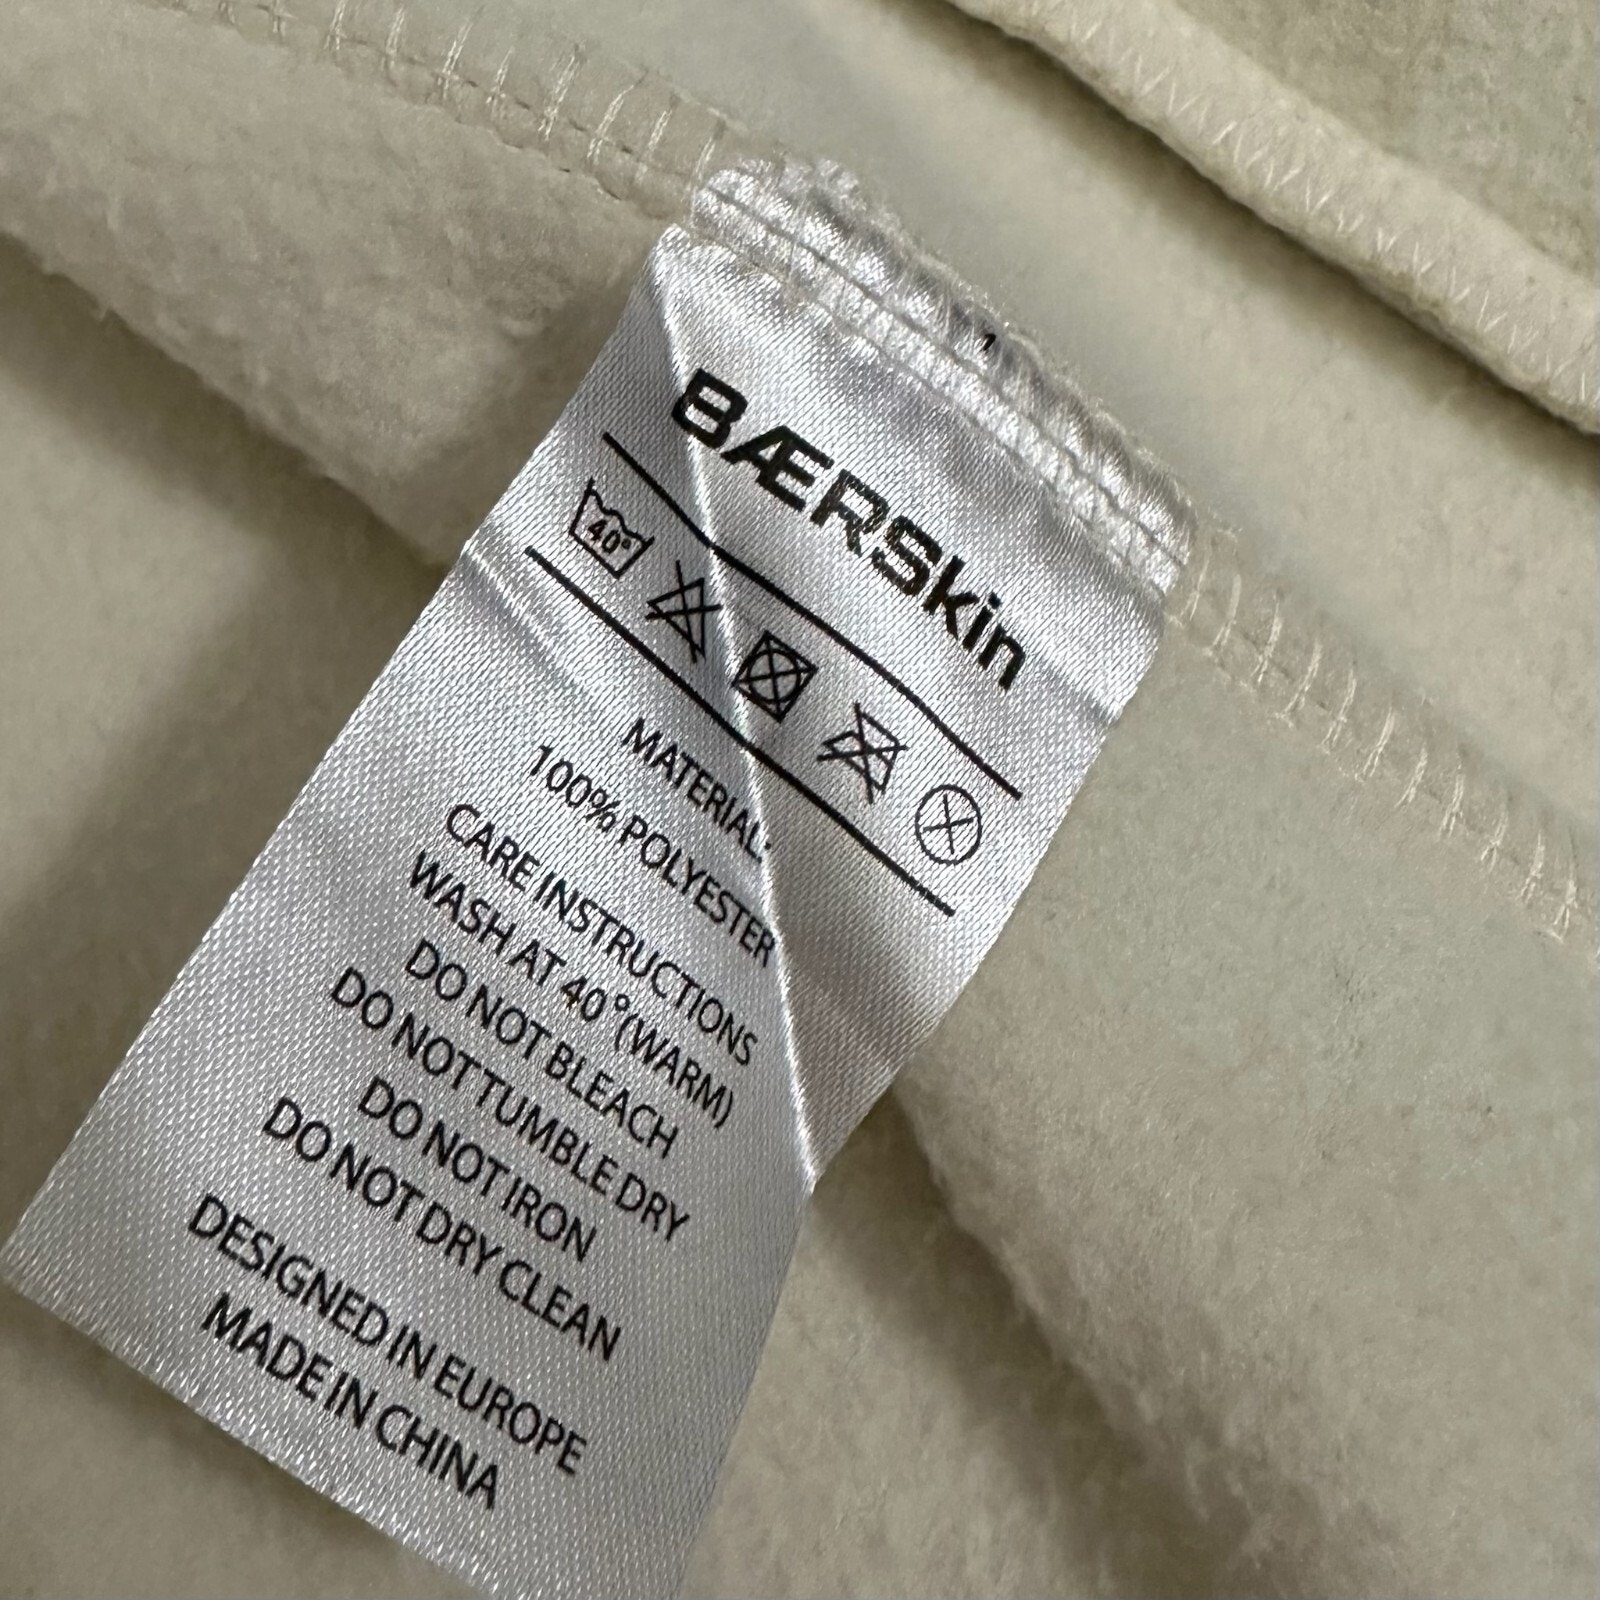 BÆRSkin
40°
MATERIAL:
100% POLYESTER
CARE INSTRUCTIONS
WASH AT 40°(WARM)
DO NOT BLEACH
DO NOT TUMBLE DRY
DO NOT IRON
DO NOT DRY CLEAN
DESIGNED IN EUROPE
MADE IN CHINA